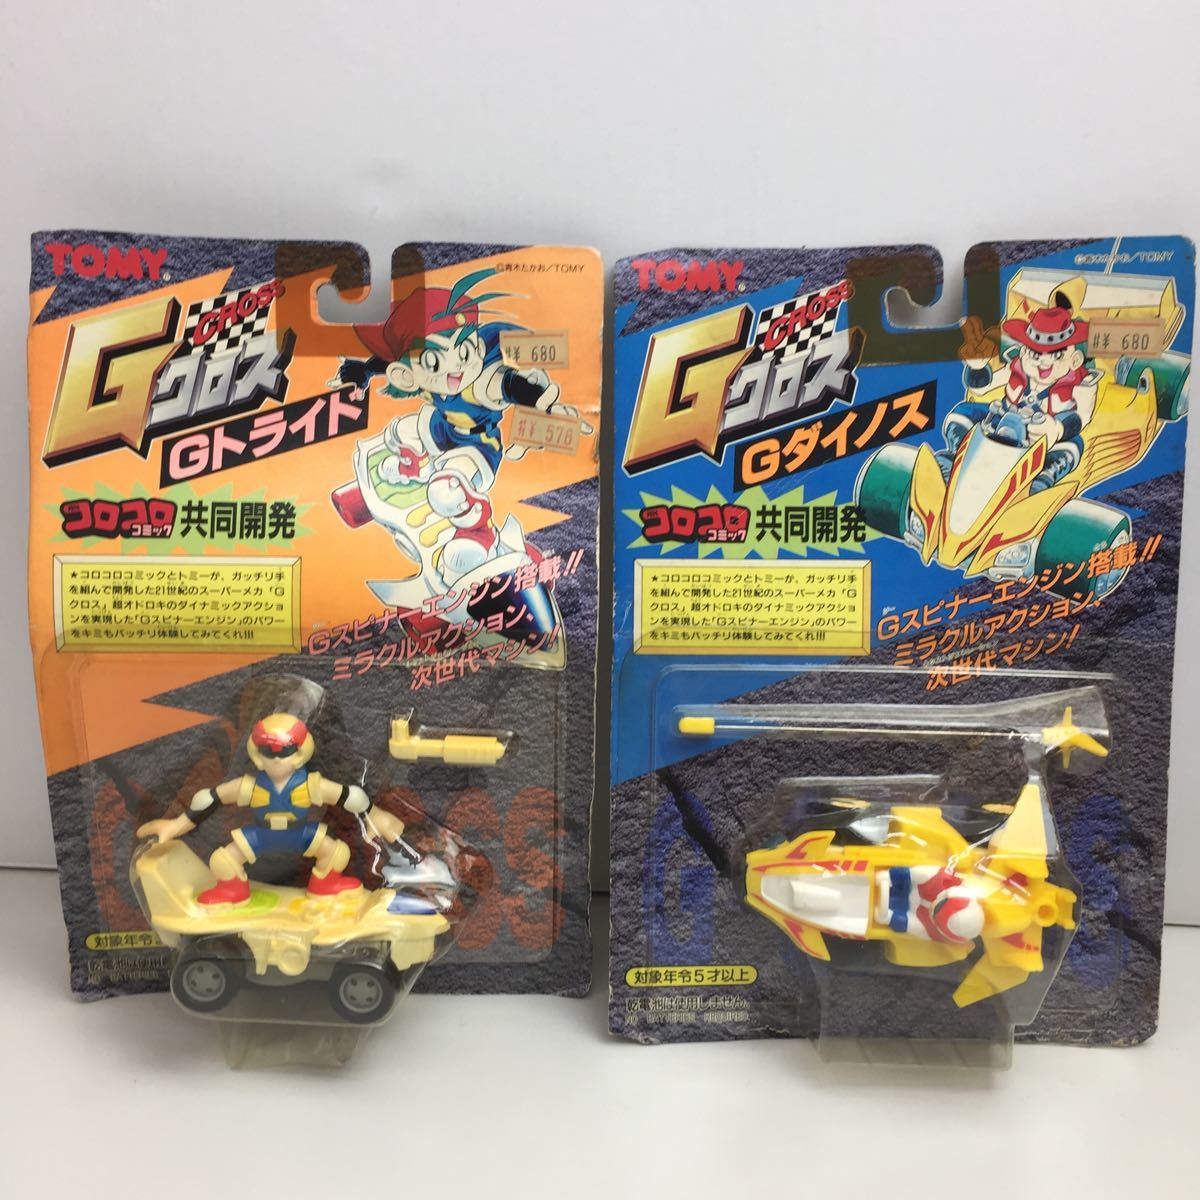 TOMY
©青木たかお/TOMY
CROSS
Gクロス
Gトライド
¥ 680
¥ 578
コロコロ
コミック
共同開発
★コロコロコミックとトミーが、ガッチリ手
を組んで開発した21世紀のスーパーメカ「G
クロス」超オドロキのダイナミックアクショ
ンを実現した「Gスピナーエンジン」のパワー
をキミもバッチリ体験してみてくれ!!!
Gスピナーエンジン搭載!!
ミラクルアクション、
次世代マシン!
対象年令
TOMY
©青木たかお/TOMY
CROSS
Gクロス
Gダイノス
¥ 680
コロコロ
コミック
共同開発
★コロコロコミックとトミーが、ガッチリ手
を組んで開発した21世紀のスーパーメカ「G
クロス」超オドロキのダイナミックアクショ
ンを実現した「Gスピナーエンジン」のパワー
をキミもバッチリ体験してみてくれ!!!
Gスピナーエンジン搭載!!
ミラクルアクション、
次世代マシン!
対象年令5才以上
乾電池は使用しません。
NO BATTERIES REQUIRED.